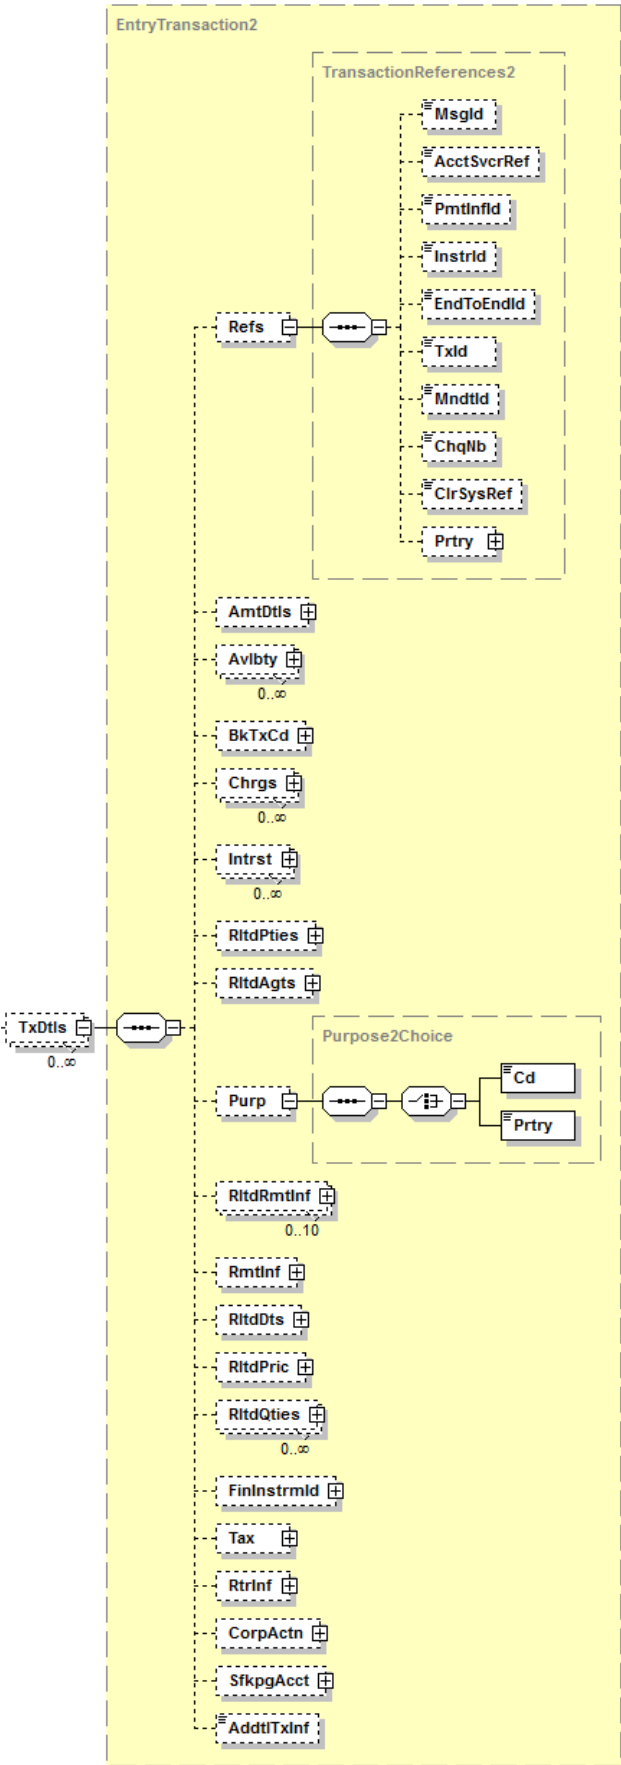 EntryTransaction2
TransactionReferences2
MsgId
AcctSvcrRef
PmtInfId
InstrId
EndToEndId
Refs
TxId
MndtId
ChqNb
ClrSysRef
Prtry
AmtDtls
Avlbty
0..∞
BkTxCd
Chrgs
0..∞
Intrst
0..∞
RltdPties
RltdAgts
TxDtls
0..∞
Purpose2Choice
Cd
Purp
Prtry
RltdRmtInf
0..10
RmtInf
RltdDts
RltdPric
RltdQties
0..∞
FinInstrmId
Tax
RtrInf
CorpActn
SfkpgAcct
AddtlTxInf